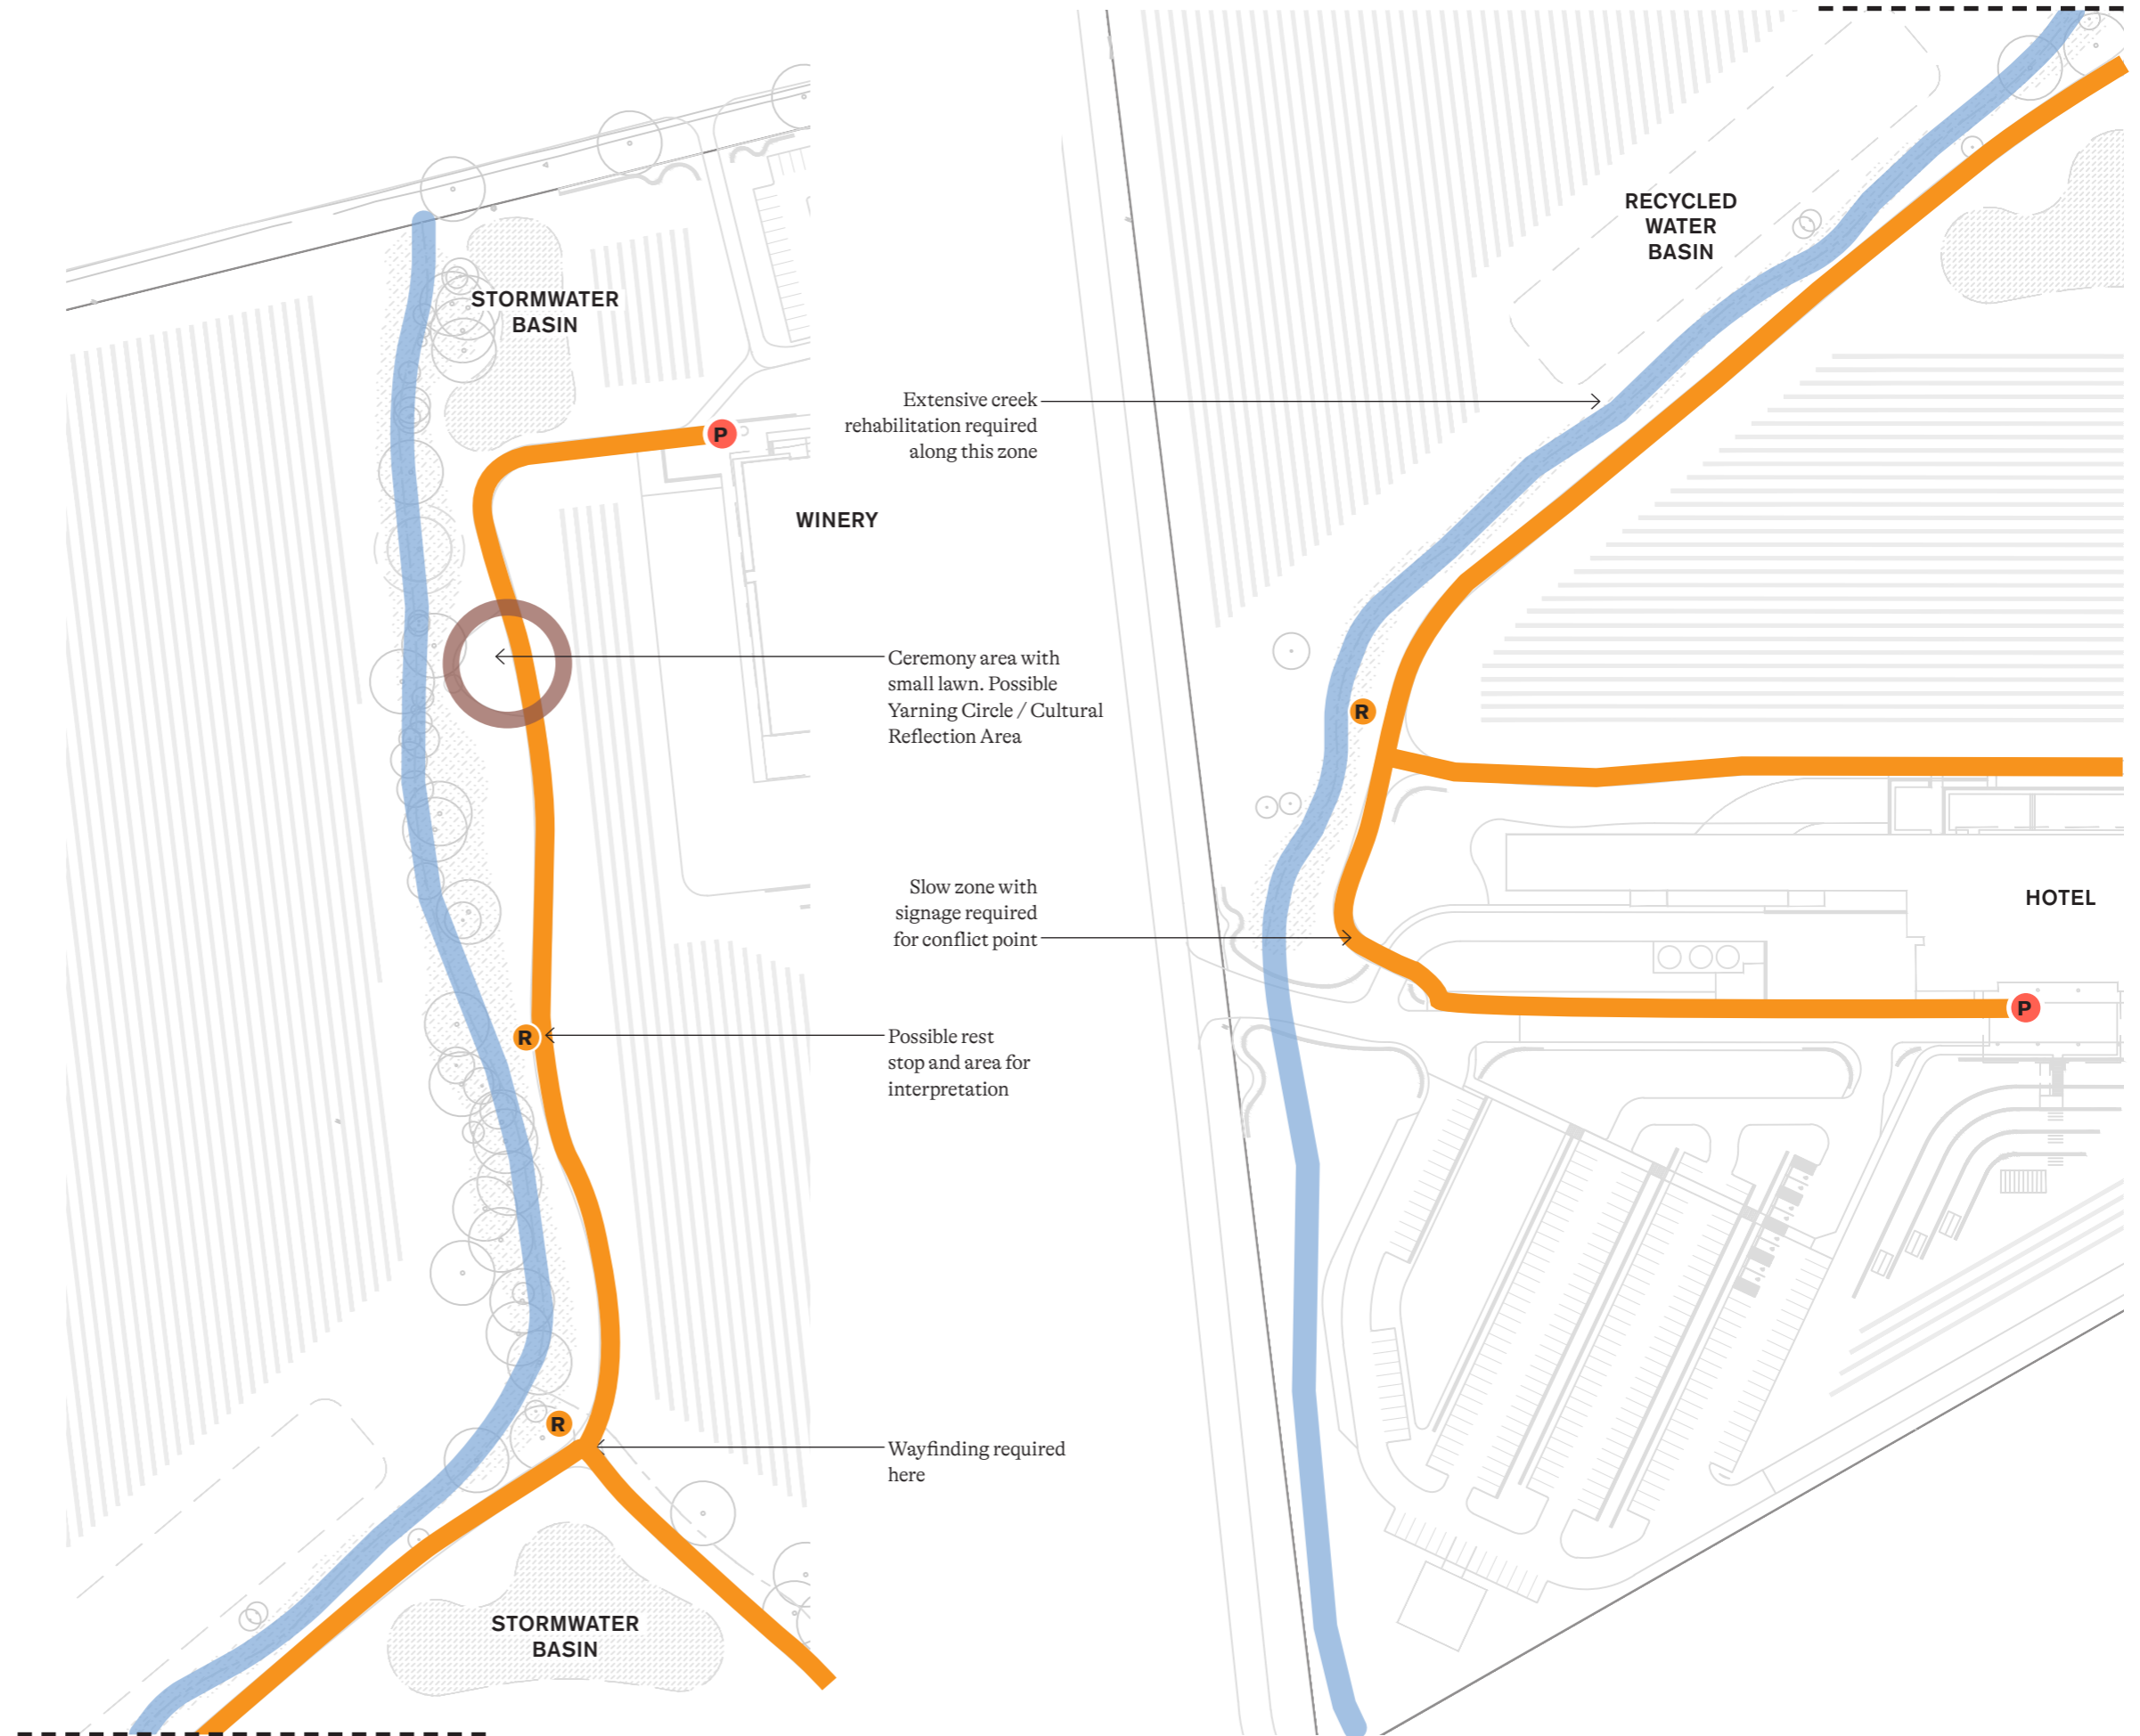 STORMWATER
BASIN
P
WINERY
Ceremony area with
small lawn. Possible
Yarning Circle / Cultural
Reflection Area
R
Possible rest
stop and area for
interpretation
R
Wayfinding required
here
STORMWATER
BASIN
RECYCLED
WATER
BASIN
Extensive creek
rehabilitation required
along this zone
R
Slow zone with
signage required
for conflict point
HOTEL
P